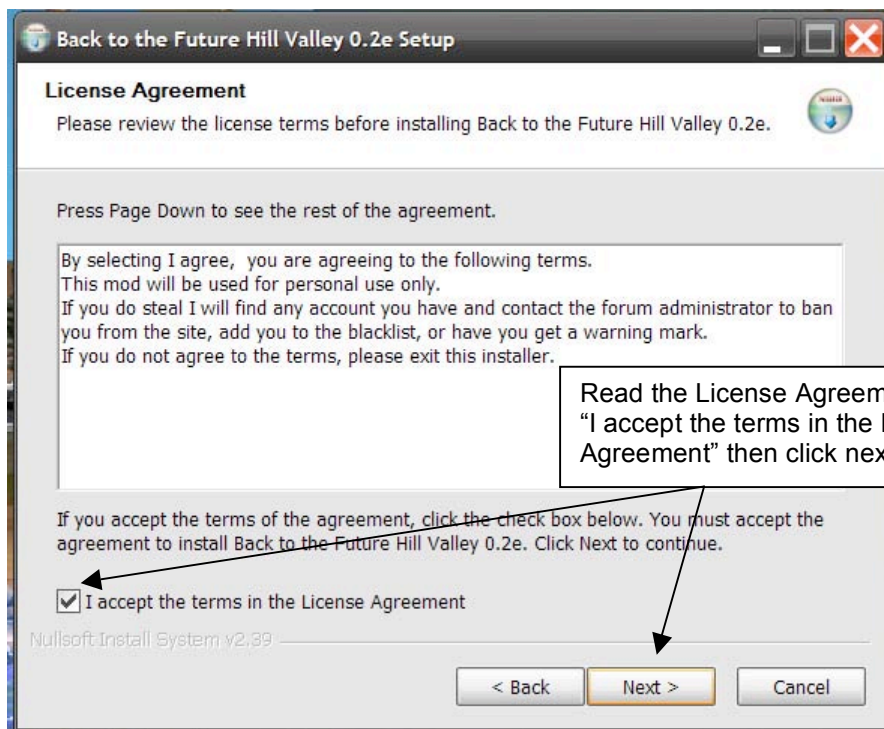 Back to the Future Hill Valley 0.2e Setup
License Agreement
Please review the license terms before installing Back to the Future Hill Valley 0.2e.
Press Page Down to see the rest of the agreement.
By selecting I agree,  you are agreeing to the following terms.
This mod will be used for personal use only.
If you do steal I will find any account you have and contact the forum administrator to ban
you from the site, add you to the blacklist, or have you get a warning mark.
If you do not agree to the terms, please exit this installer.
Read the License
“I accept the terms in the
Agreement” then click
If you accept the terms of the agreement, click the check box below. You must accept the
agreement to install Back to the Future Hill Valley 0.2e. Click Next to continue.
I accept the terms in the License Agreement
Nullsoft Install System v2.39
< Back
Next >
Cancel